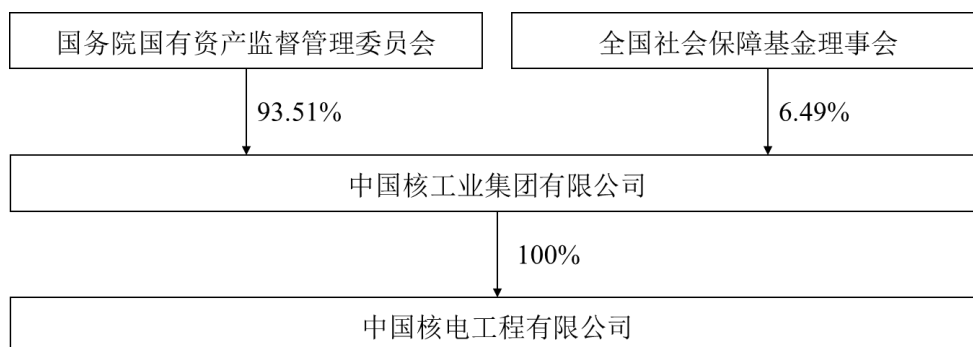 国务院国有资产监督管理委员会
全国社会保障基金理事会
93.51%
6.49%
中国核工业集团有限公司
100%
中国核电工程有限公司